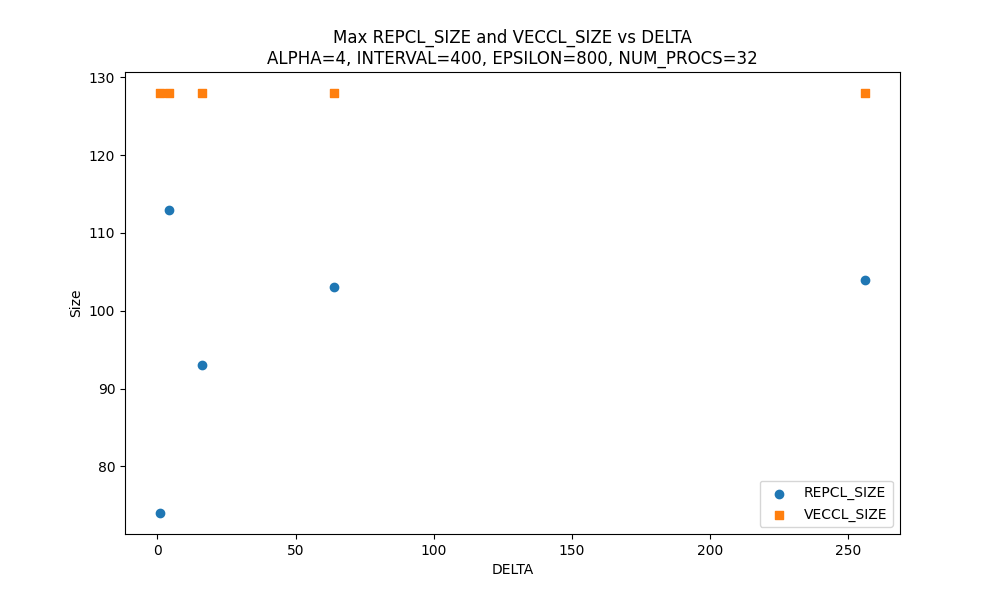 Max REPCL_SIZE and VECCL_SIZE vs DELTA
ALPHA=4, INTERVAL=400, EPSILON=800, NUM_PROCS=32
130
120
110
100
90
80
Size
0 50 100 150 200 250
DELTA
REPCL_SIZE
VECCL_SIZE